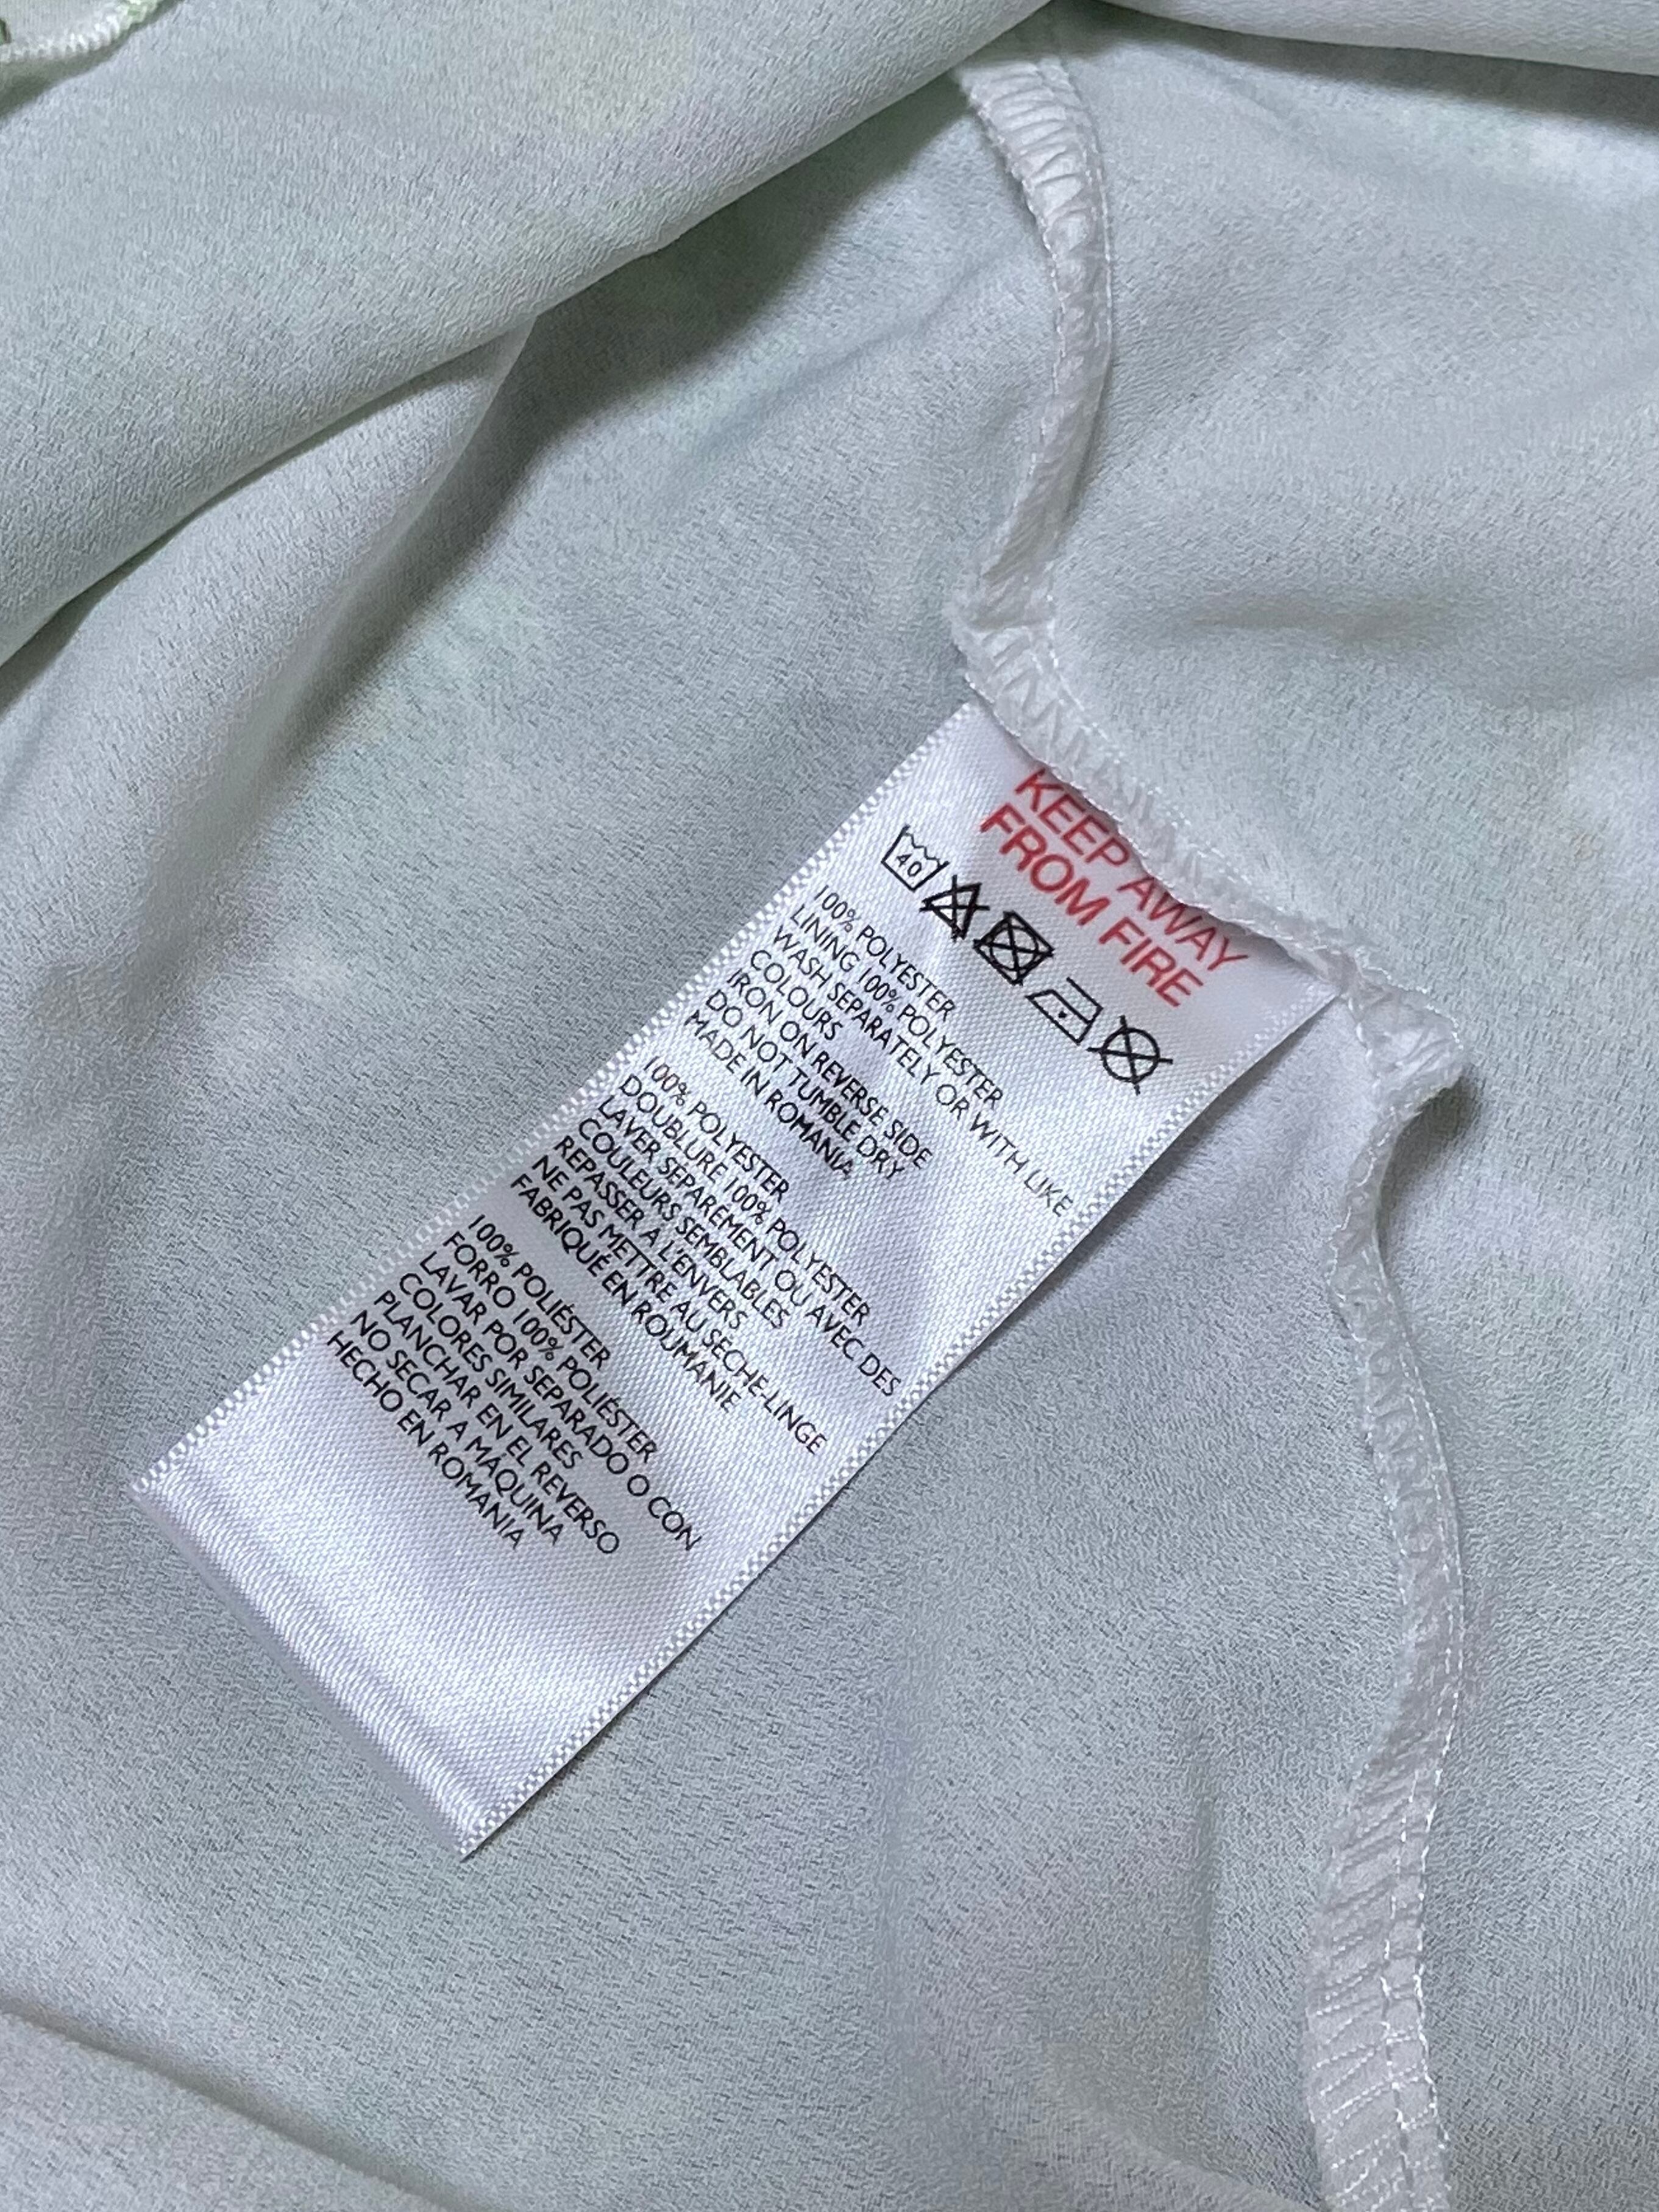 KEEP AWAY
FROM FIRE
40
100% POLYESTER
LINING 100% POLYESTER
WASH SEPARATELY OR WITH LIKE
COLOURS
IRON ON REVERSE SIDE
DO NOT TUMBLE DRY
MADE IN ROMANIA
100% POLYESTER
DOUBLURE 100% POLYESTER
LAVER SEPARÉMENT OU AVEC DES
COULEURS SEMBLABLES
REPASSER À L'ENVERS
NE PAS METTRE AU SÈCHE-LINGE
FABRIQUÉ EN ROUMANIE
100% POLIÉSTER
FORRO 100% POLIÉSTER
LAVAR POR SEPARADO O CON
COLORES SIMILARES
PLANCHAR EN EL REVERSO
NO SECAR A MÁQUINA
HECHO EN ROMANIA